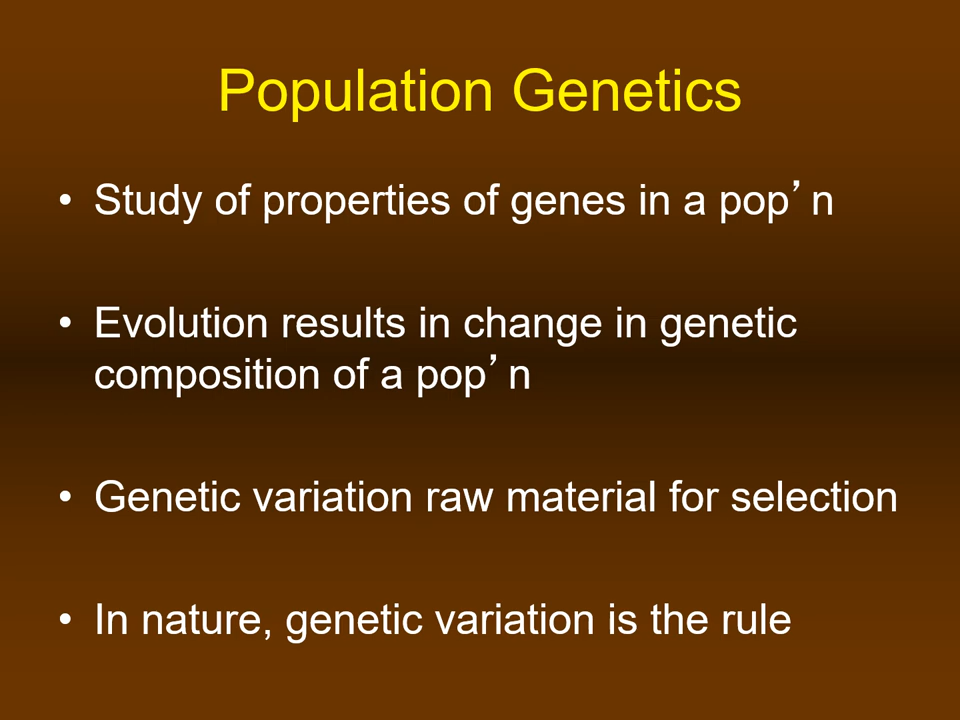 Population Genetics
• Study of properties of genes in a pop’n
• Evolution results in change in genetic
composition of a pop’n
• Genetic variation raw material for selection
• In nature, genetic variation is the rule